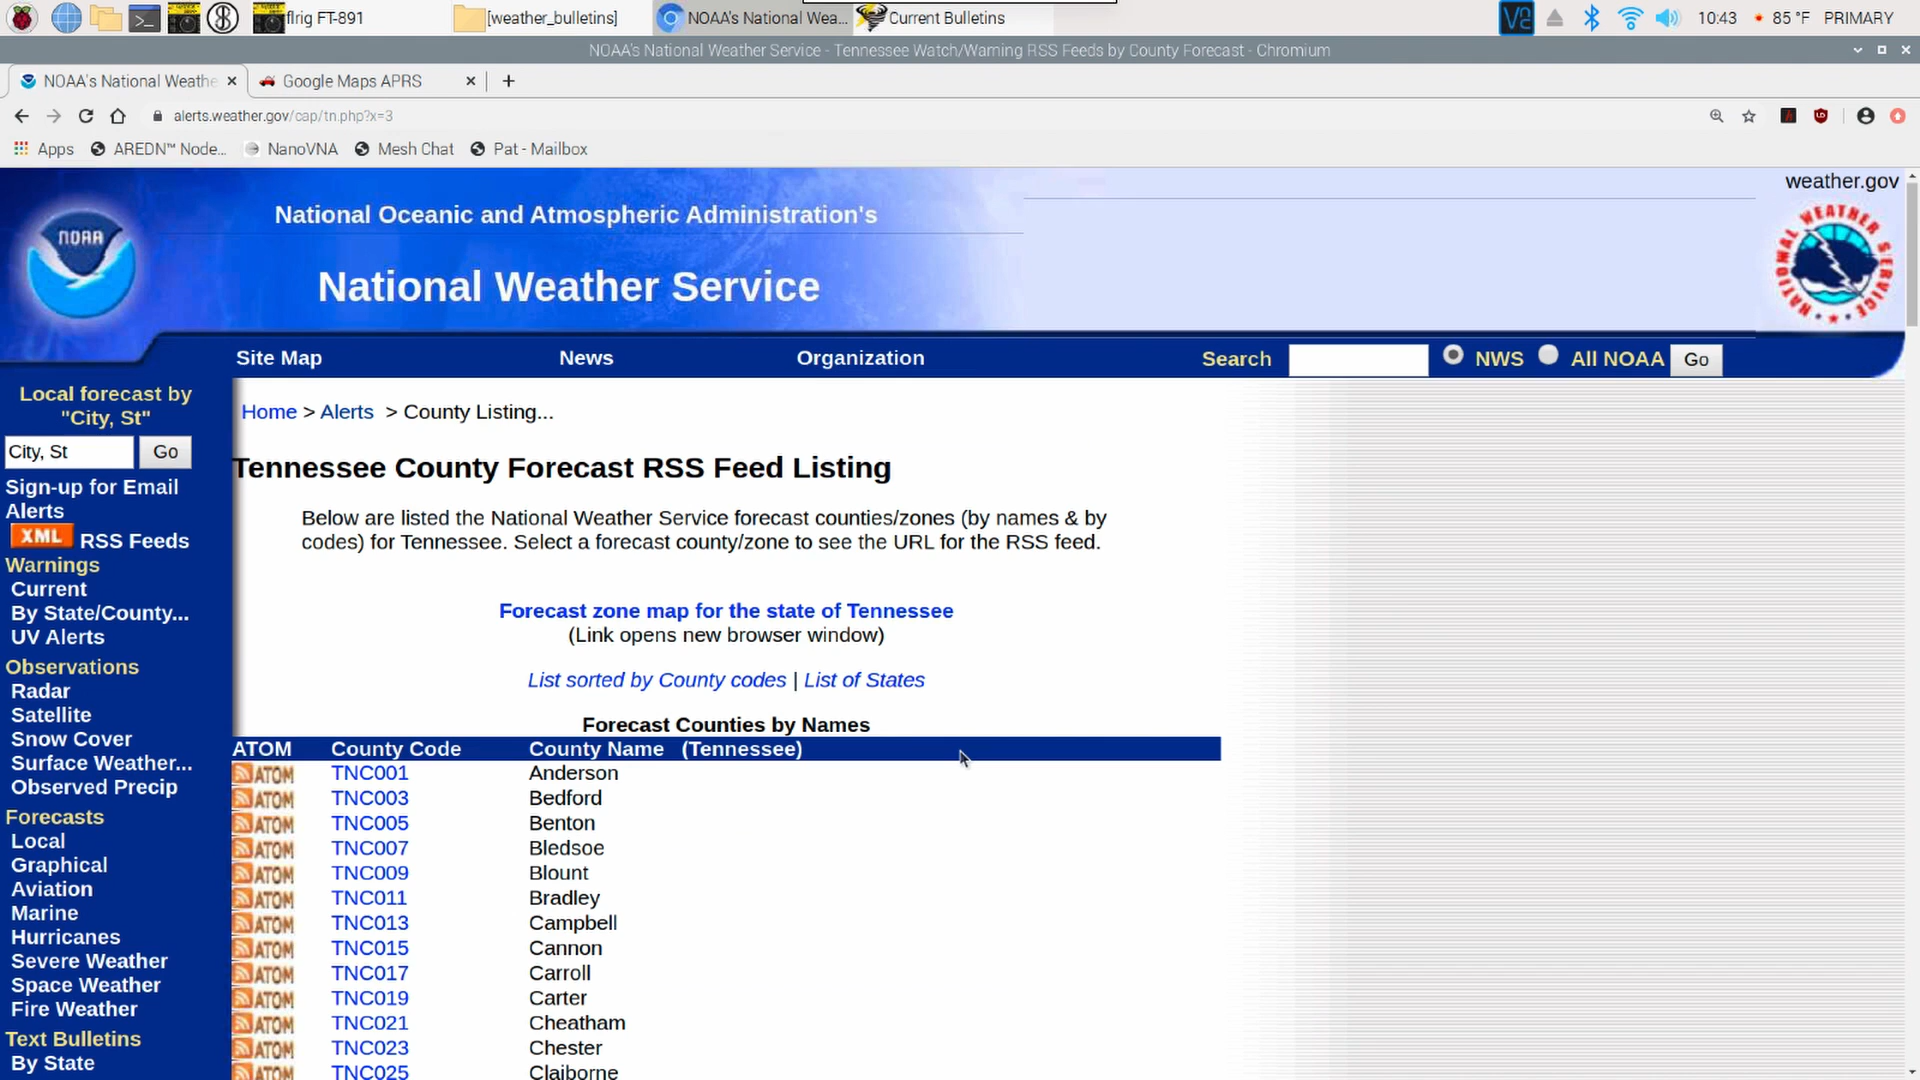 flrig FT-891
[weather_bulletins]
NOAA's National Wea...
Current Bulletins
10:43
85 °F
PRIMARY
NOAA's National Weather Service - Tennessee Watch/Warning RSS Feeds by County Forecast - Chromium
NOAA's National Weathe
Google Maps APRS
alerts.weather.gov/cap/tn.php?x=3
Apps
AREDN™ Node...
NanoVNA
Mesh Chat
Pat - Mailbox
weather.gov
NOAA
National Oceanic and Atmospheric Administration's
National Weather Service
NATIONAL WEATHER SERVICE
Site Map
News
Organization
Search
NWS
All NOAA
Go
Local forecast by
"City, St"
City, St
Go
Sign-up for Email
Alerts
XML RSS Feeds
Warnings
Current
By State/County...
UV Alerts
Observations
Radar
Satellite
Snow Cover
Surface Weather...
Observed Precip
Forecasts
Local
Graphical
Aviation
Marine
Hurricanes
Severe Weather
Space Weather
Fire Weather
Text Bulletins
By State
Home > Alerts > County Listing...
Tennessee County Forecast RSS Feed Listing
Below are listed the National Weather Service forecast counties/zones (by names & by
codes) for Tennessee. Select a forecast county/zone to see the URL for the RSS feed.
Forecast zone map for the state of Tennessee
(Link opens new browser window)
List sorted by County codes | List of States
Forecast Counties by Names
ATOM County Code County Name (Tennessee)
ATOM TNC001 Anderson
ATOM TNC003 Bedford
ATOM TNC005 Benton
ATOM TNC007 Bledsoe
ATOM TNC009 Blount
ATOM TNC011 Bradley
ATOM TNC013 Campbell
ATOM TNC015 Cannon
ATOM TNC017 Carroll
ATOM TNC019 Carter
ATOM TNC021 Cheatham
ATOM TNC023 Chester
ATOM TNC025 Claiborne